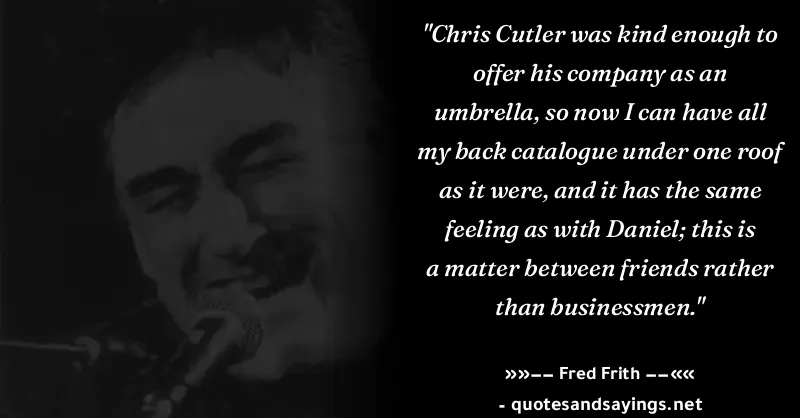 "Chris Cutler was kind enough to
offer his company as an
umbrella, so now I can have all
my back catalogue under one roof
as it were, and it has the same
feeling as with Daniel; this is
a matter between friends rather
than businessmen."
»»—— Fred Frith ——««
- quotesandsayings.net